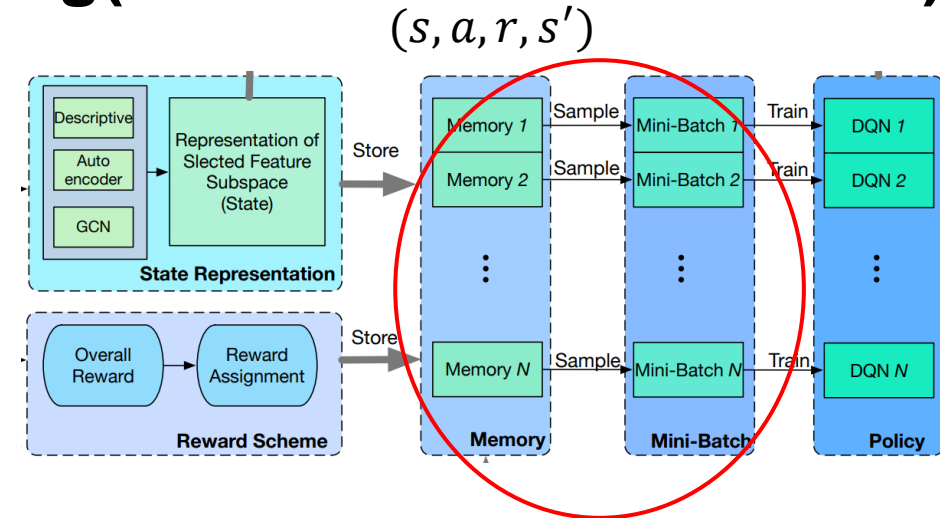 (s, a, r, s′)
Descriptive
Auto
encoder
GCN
Representation of
Slected Feature
Subspace
(State)
State Representation
Store
Overall
Reward
Reward
Assignment
Reward Scheme
Store
Memory 1
Memory 2
Memory N
Memory
Sample
Sample
Sample
Mini-Batch 1
Mini-Batch 2
Mini-Batch N
Mini-Batch
Train
Train
Train
DQN 1
DQN 2
DQN N
Policy